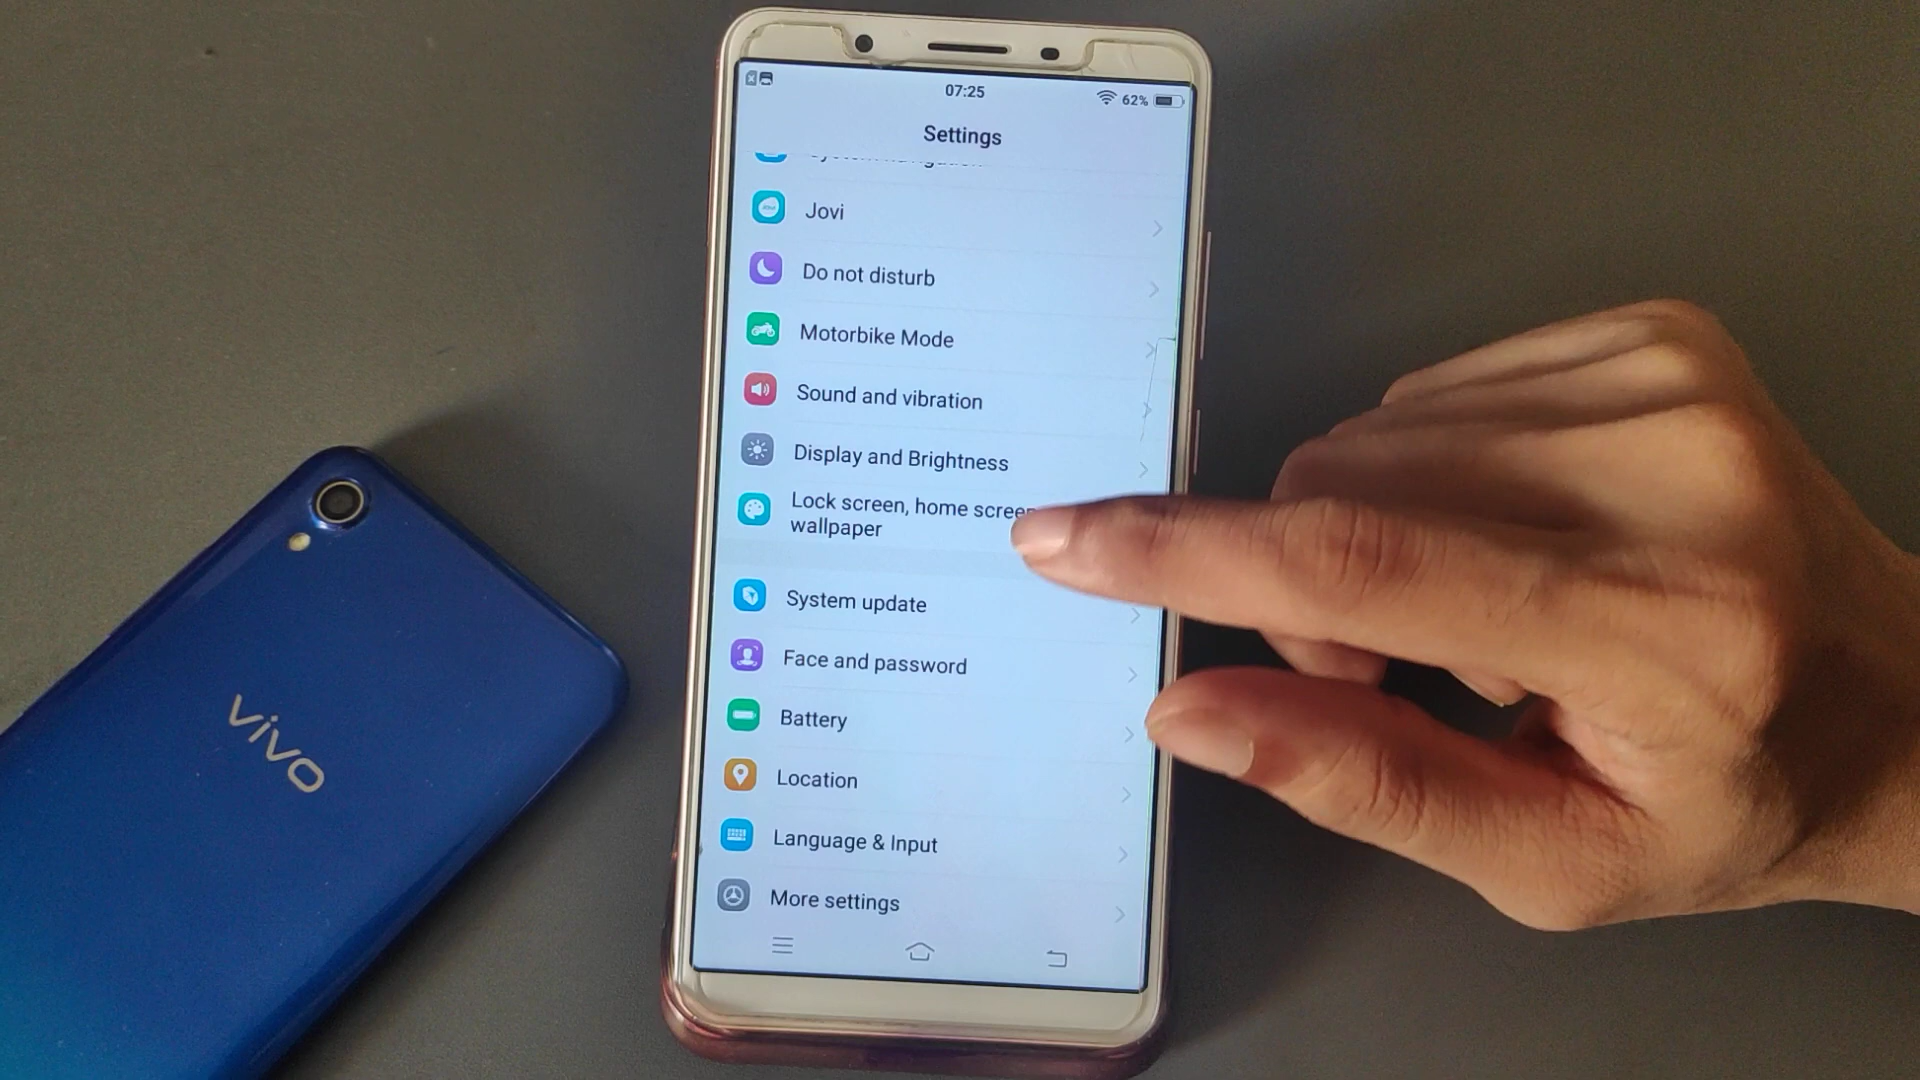 07:25
62%
Settings
Jovi
Do not disturb
Motorbike Mode
Sound and vibration
Display and Brightness
Lock screen, home screen
wallpaper
System update
Face and password
Battery
Location
Language & Input
More settings
vivo